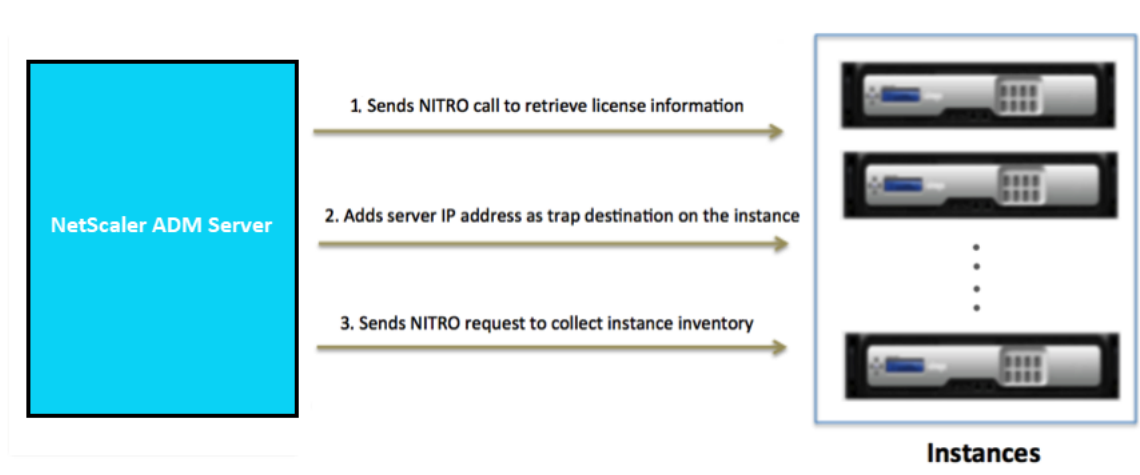 1. Sends NITRO call to retrieve license information
NetScaler ADM Server
2. Adds server IP address as trap destination on the instance
3. Sends NITRO request to collect instance inventory
Instances